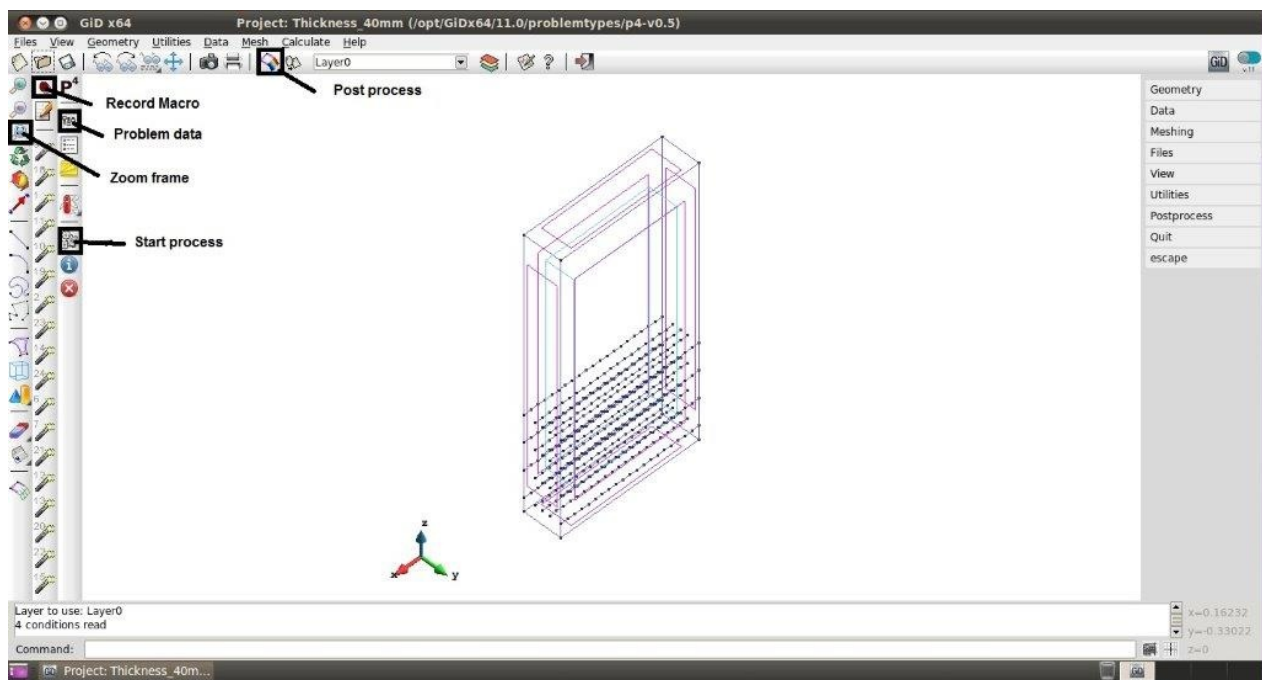 GiD x64
Project: Thickness_40mm (/opt/GiDx64/11.0/problemtypes/p4-v0.5)
Files View Geometry Utilities Data Mesh Calculate Help
Layer0
GiD
Post process
Record Macro
Problem data
Zoom frame
Start process
P4
Geometry
Data
Meshing
Files
View
Utilities
Postprocess
Quit
escape
z
x
y
Layer to use: Layer0
4 conditions read
Command:
x=0.16232
y=-0.33022
z=0
Project: Thickness_40m...